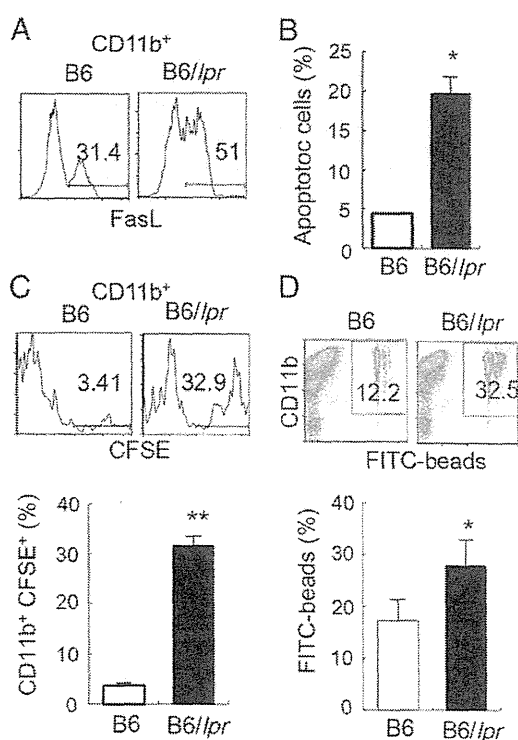 A
CD11b+
B6 B6/lpr
31.4 51
FasL
B
Apoptotoc cells (%)
25
20
15
10
5
0
*
B6 B6/lpr
C
CD11b+
B6 B6/lpr
3.41 32.9
CFSE
CD11b+ CFSE+ (%)
40
30
20
10
0
**
B6 B6/lpr
D
B6 B6/lpr
CD11b
12.2 32.5
FITC-beads
FITC-beads (%)
40
30
20
10
0
*
B6 B6/lpr